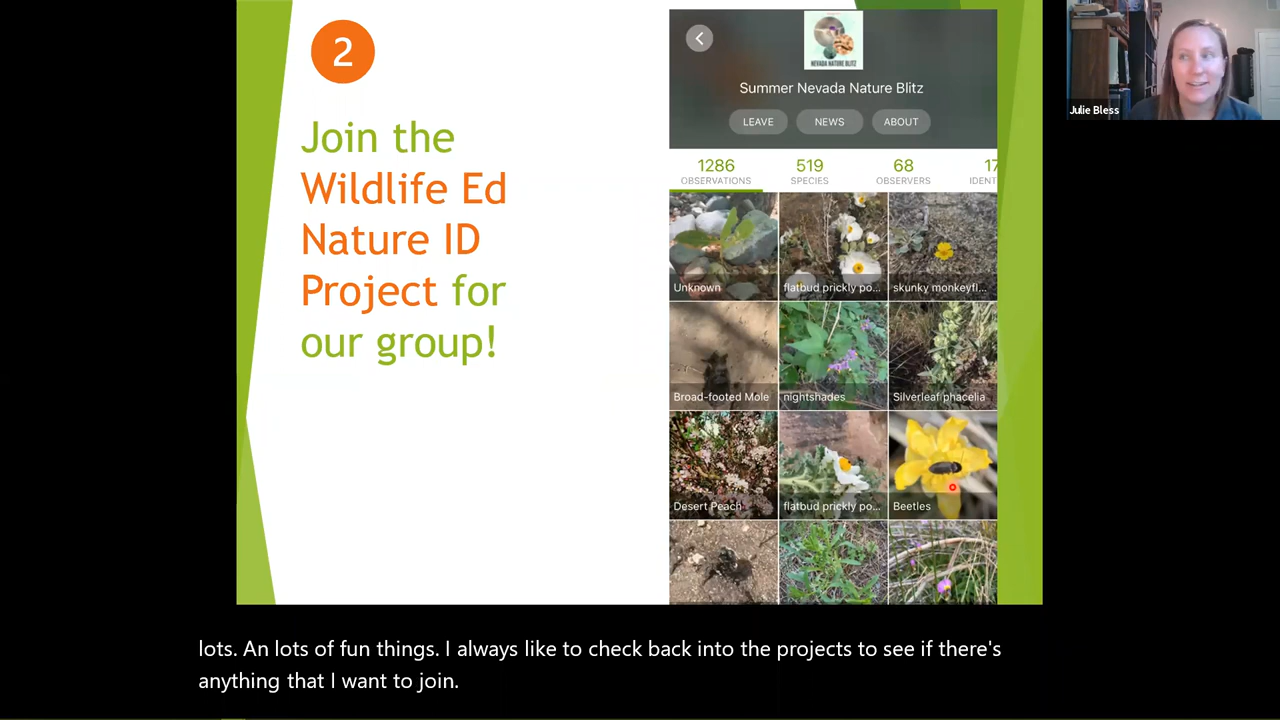 2
Join the
Wildlife Ed
Nature ID
Project for
our group!
NEVADA NATURE BLITZ
Summer Nevada Nature Blitz
LEAVE NEWS ABOUT
1286 519 68 17
OBSERVATIONS SPECIES OBSERVERS IDENT
Unknown flatbud prickly po... skunky monkeyfl...
Broad-footed Mole nightshades Silverleaf phacelia
Desert Peach flatbud prickly po... Beetles
Julie Bless
lots. An lots of fun things. I always like to check back into the projects to see if there's
anything that I want to join.